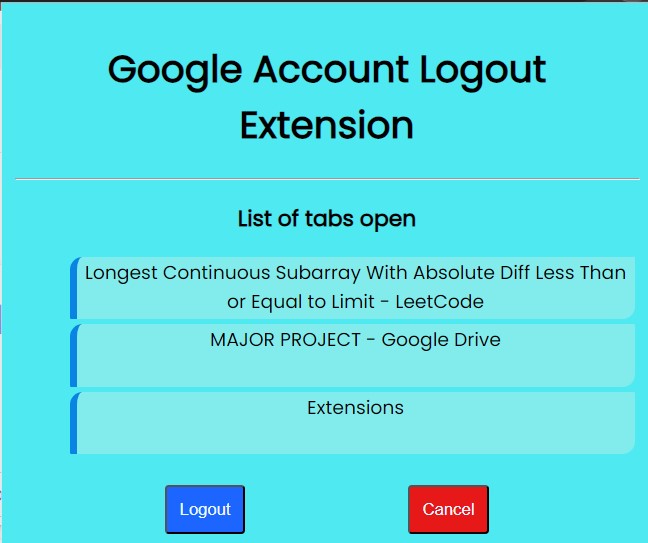 Google Account Logout
Extension
List of tabs open
Longest Continuous Subarray With Absolute Diff Less Than
or Equal to Limit - LeetCode
MAJOR PROJECT - Google Drive
Extensions
Logout
Cancel